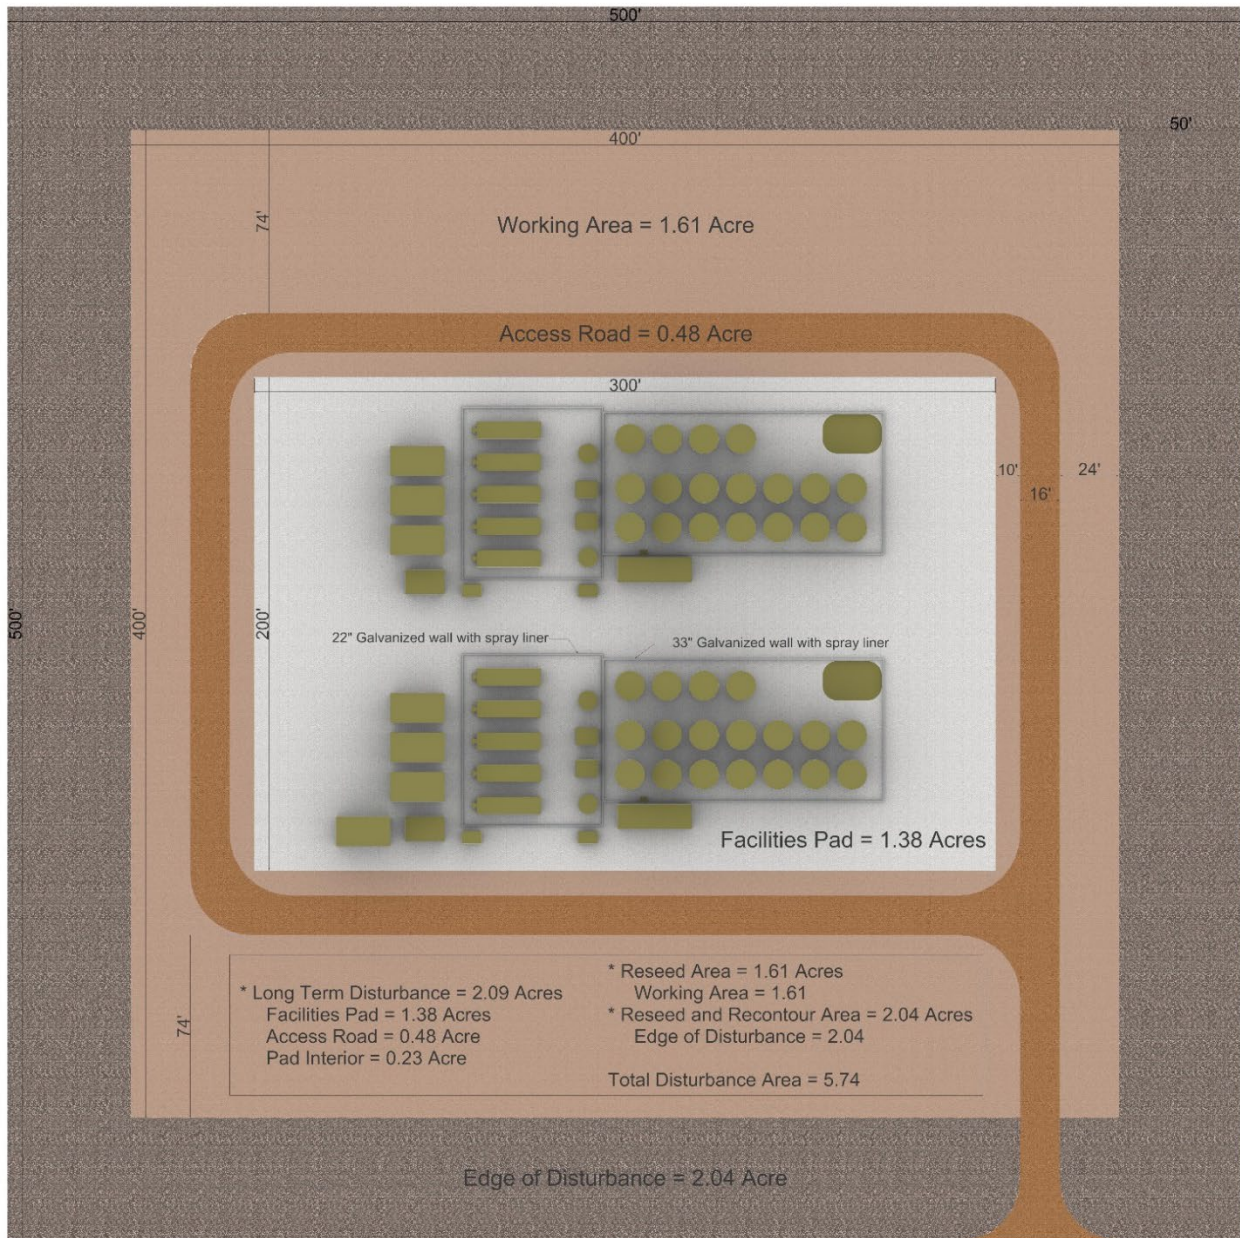 500'
50'
400'
74'
Working Area = 1.61 Acre
Access Road = 0.48 Acre
300'
10'
24'
16'
500'
400'
200'
22" Galvanized wall with spray liner
33" Galvanized wall with spray liner
Facilities Pad = 1.38 Acres
* Long Term Disturbance = 2.09 Acres
Facilities Pad = 1.38 Acres
Access Road = 0.48 Acre
Pad Interior = 0.23 Acre
* Reseed Area = 1.61 Acres
Working Area = 1.61
* Reseed and Recontour Area = 2.04 Acres
Edge of Disturbance = 2.04
Total Disturbance Area = 5.74
74'
Edge of Disturbance = 2.04 Acre